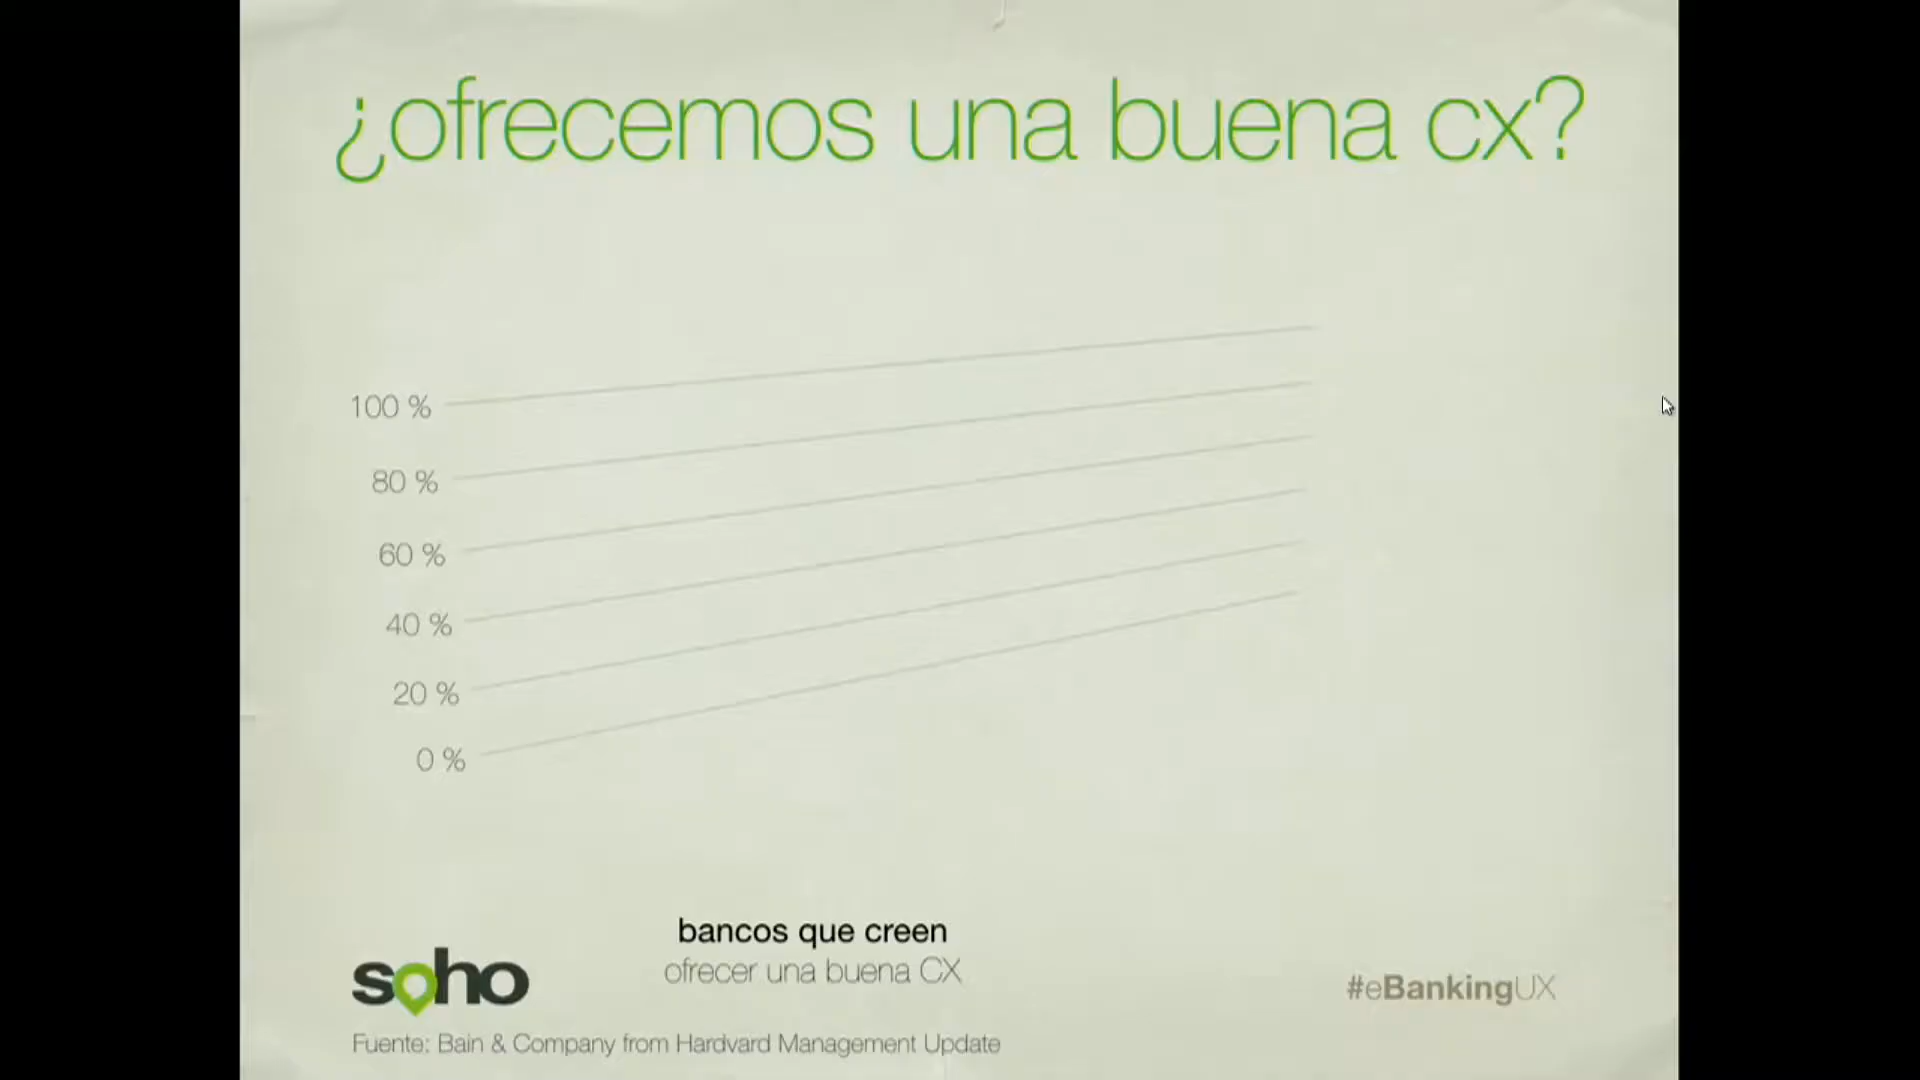 ¿ofrecemos una buena cx?
100 %
80 %
60 %
40 %
20 %
0 %
bancos que creen
ofrecer una buena CX
soho
#eBankingUX
Fuente: Bain & Company from Hardvard Management Update